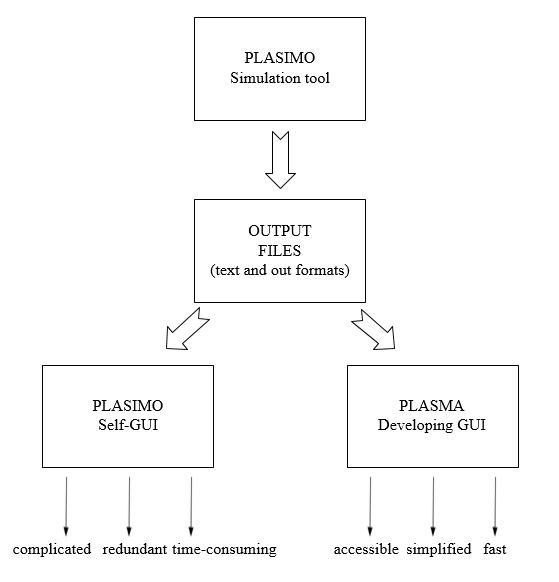 PLASIMO
Simulation tool
OUTPUT
FILES
(text and out formats)
PLASIMO
Self-GUI
PLASMA
Developing GUI
complicated redundant time-consuming
accessible simplified fast